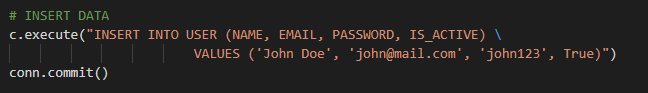 # INSERT DATA
c.execute("INSERT INTO USER (NAME, EMAIL, PASSWORD, IS_ACTIVE) \
VALUES ('John Doe', 'john@mail.com', 'john123', True)")
conn.commit()